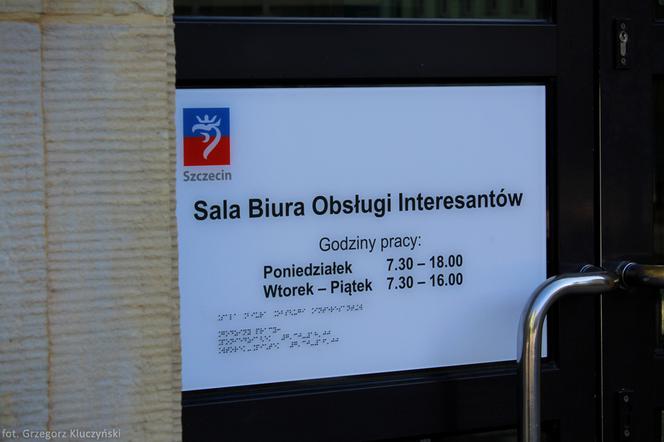 Szczecin
Sala Biura Obsługi Interesantów
Godziny pracy:
Poniedziałek 7.30 – 18.00
Wtorek – Piątek 7.30 – 16.00
fot. Grzegorz Kluczyński